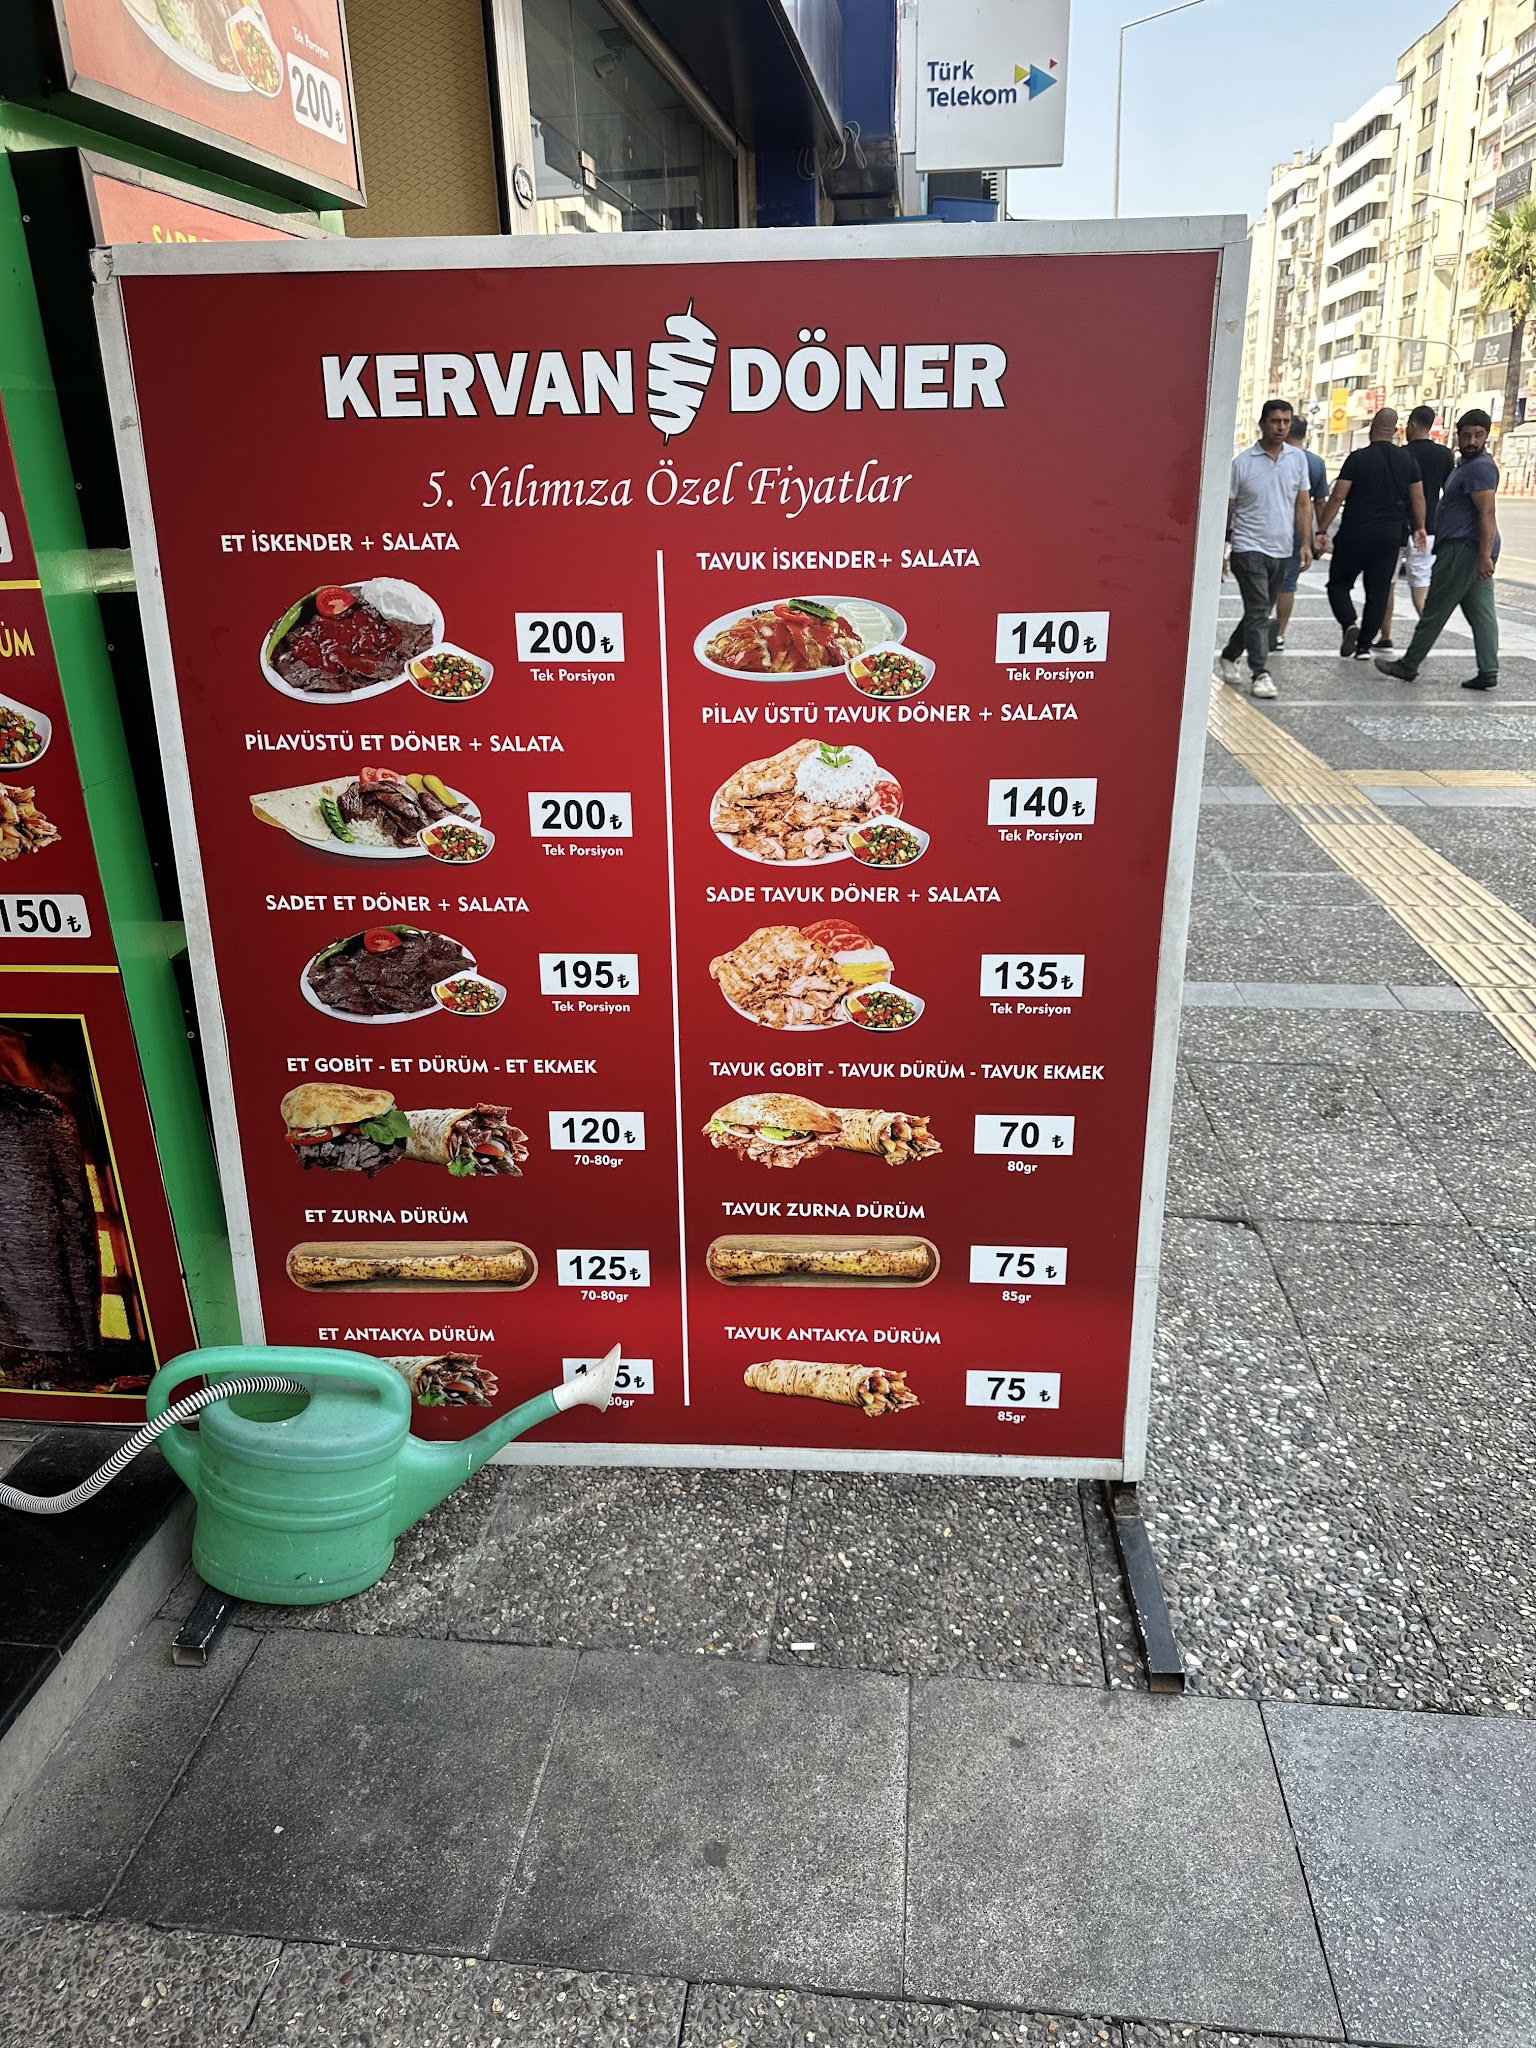 Tek Porsiyon
200₺
Türk
Telekom
KERVAN DÖNER
5. Yılımıza Özel Fiyatlar
ET İSKENDER + SALATA
200₺
Tek Porsiyon
PİLAVÜSTÜ ET DÖNER + SALATA
200₺
Tek Porsiyon
SADET ET DÖNER + SALATA
195₺
Tek Porsiyon
ET GOBİT - ET DÜRÜM - ET EKMEK
120₺
70-80gr
ET ZURNA DÜRÜM
125₺
70-80gr
ET ANTAKYA DÜRÜM
TAVUK İSKENDER+ SALATA
140₺
Tek Porsiyon
PİLAV ÜSTÜ TAVUK DÖNER + SALATA
140₺
Tek Porsiyon
SADE TAVUK DÖNER + SALATA
135₺
Tek Porsiyon
TAVUK GOBİT - TAVUK DÜRÜM - TAVUK EKMEK
70 ₺
80gr
TAVUK ZURNA DÜRÜM
75 ₺
85gr
TAVUK ANTAKYA DÜRÜM
75 ₺
85gr
150₺